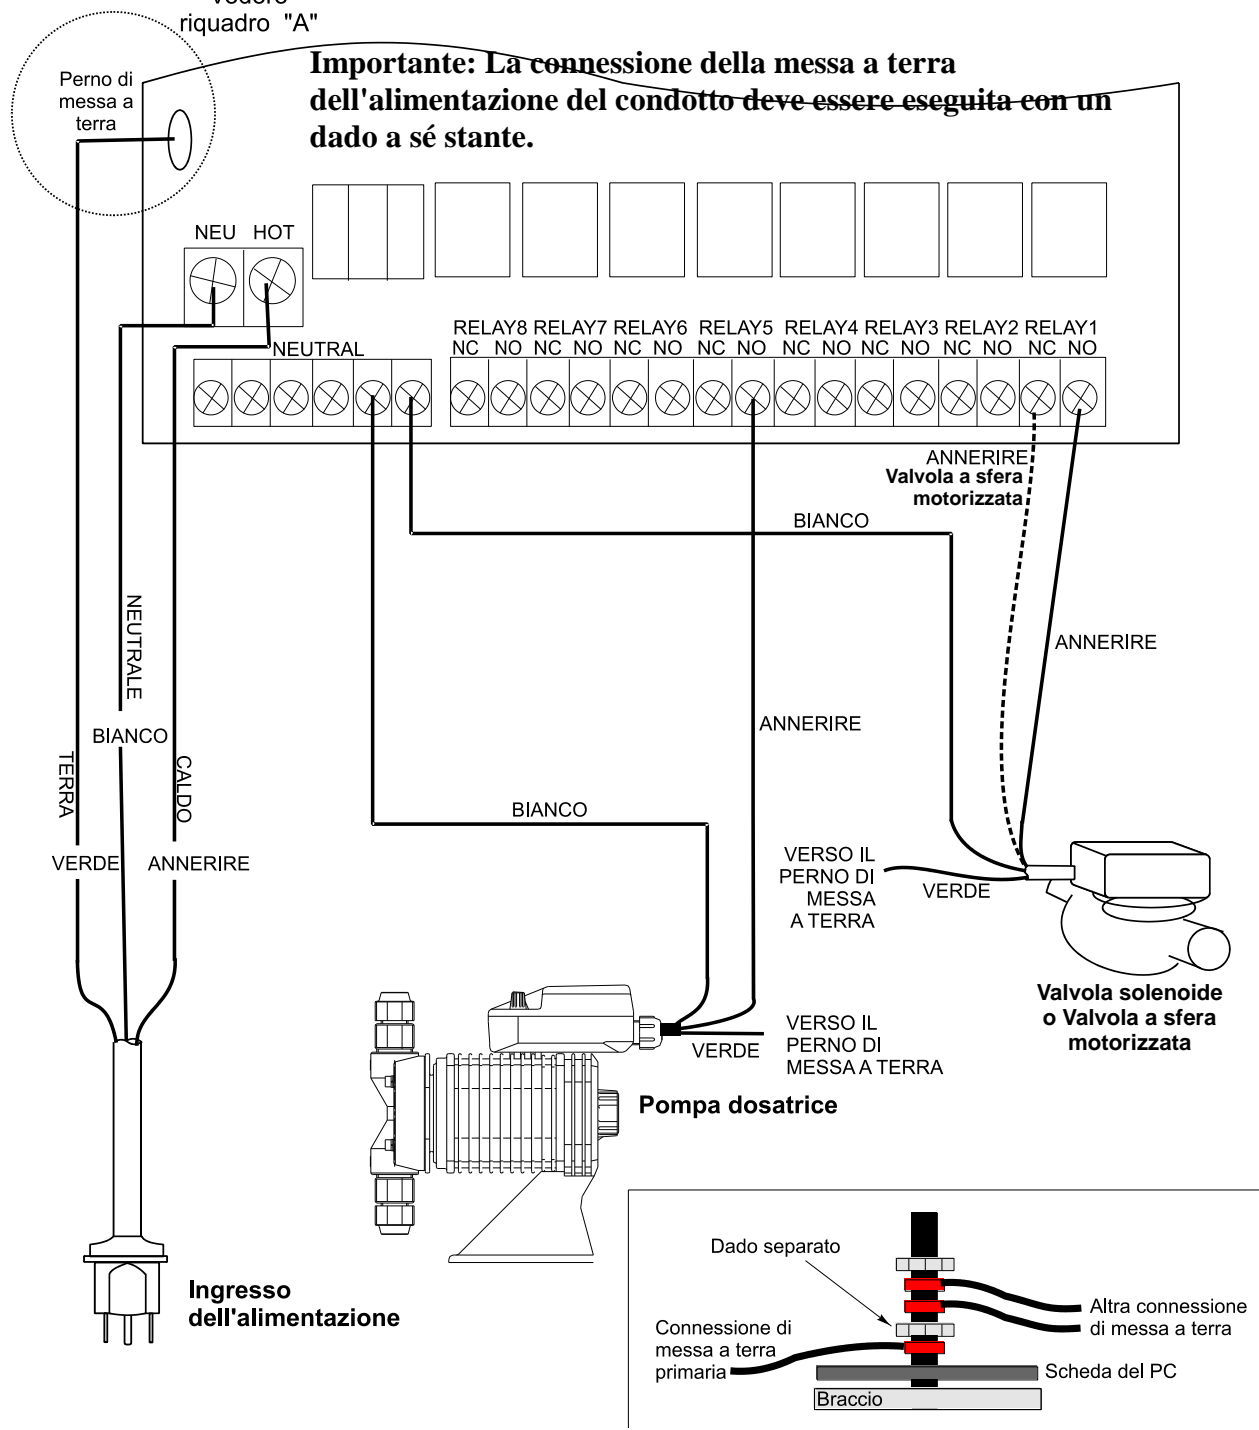 vedere
riquadro "A"
Importante: La connessione della messa a terra
dell'alimentazione del condotto deve essere eseguita con un
dado a sé stante.
Perno di
messa a
terra
NEU HOT
NEUTRAL
RELAY8 RELAY7 RELAY6 RELAY5 RELAY4 RELAY3 RELAY2 RELAY1
NC NO NC NO NC NO NC NO NC NO NC NO NC NO NC NO
ANNERIRE
Valvola a sfera
motorizzata
BIANCO
ANNERIRE
NEUTRALE
ANNERIRE
BIANCO
TERRA
CALDO
BIANCO
VERDE
ANNERIRE
VERSO IL
PERNO DI
MESSA
A TERRA
VERDE
Valvola solenoide
o Valvola a sfera
motorizzata
VERSO IL
PERNO DI
MESSA A TERRA
VERDE
Pompa dosatrice
Ingresso
dell'alimentazione
Dado separato
Altra connessione
di messa a terra
Connessione di
messa a terra
primaria
Scheda del PC
Braccio